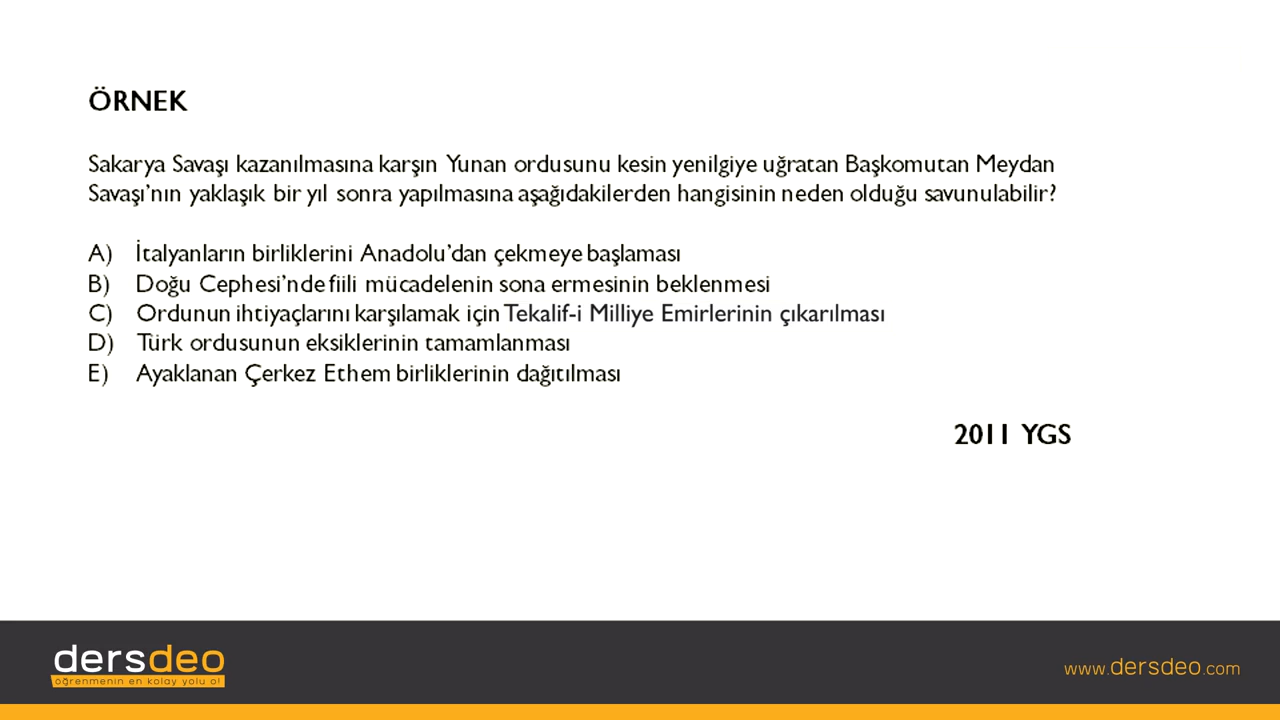 ÖRNEK
Sakarya Savaşı kazanılmasına karşın Yunan ordusunu kesin yenilgiye uğratan Başkomutan Meydan
Savaşı'nın yaklaşık bir yıl sonra yapılmasına aşağıdakilerden hangisinin neden olduğu savunulabilir?
A) İtalyanların birliklerini Anadolu'dan çekmeye başlaması
B) Doğu Cephesi'nde fiili mücadelenin sona ermesinin beklenmesi
C) Ordunun ihtiyaçlarını karşılamak için Tekalif-i Milliye Emirlerinin çıkarılması
D) Türk ordusunun eksiklerinin tamamlanması
E) Ayaklanan Çerkez Ethem birliklerinin dağıtılması
2011 YGS
dersdeo
öğrenmenin en kolay yolu o!
www.dersdeo.com